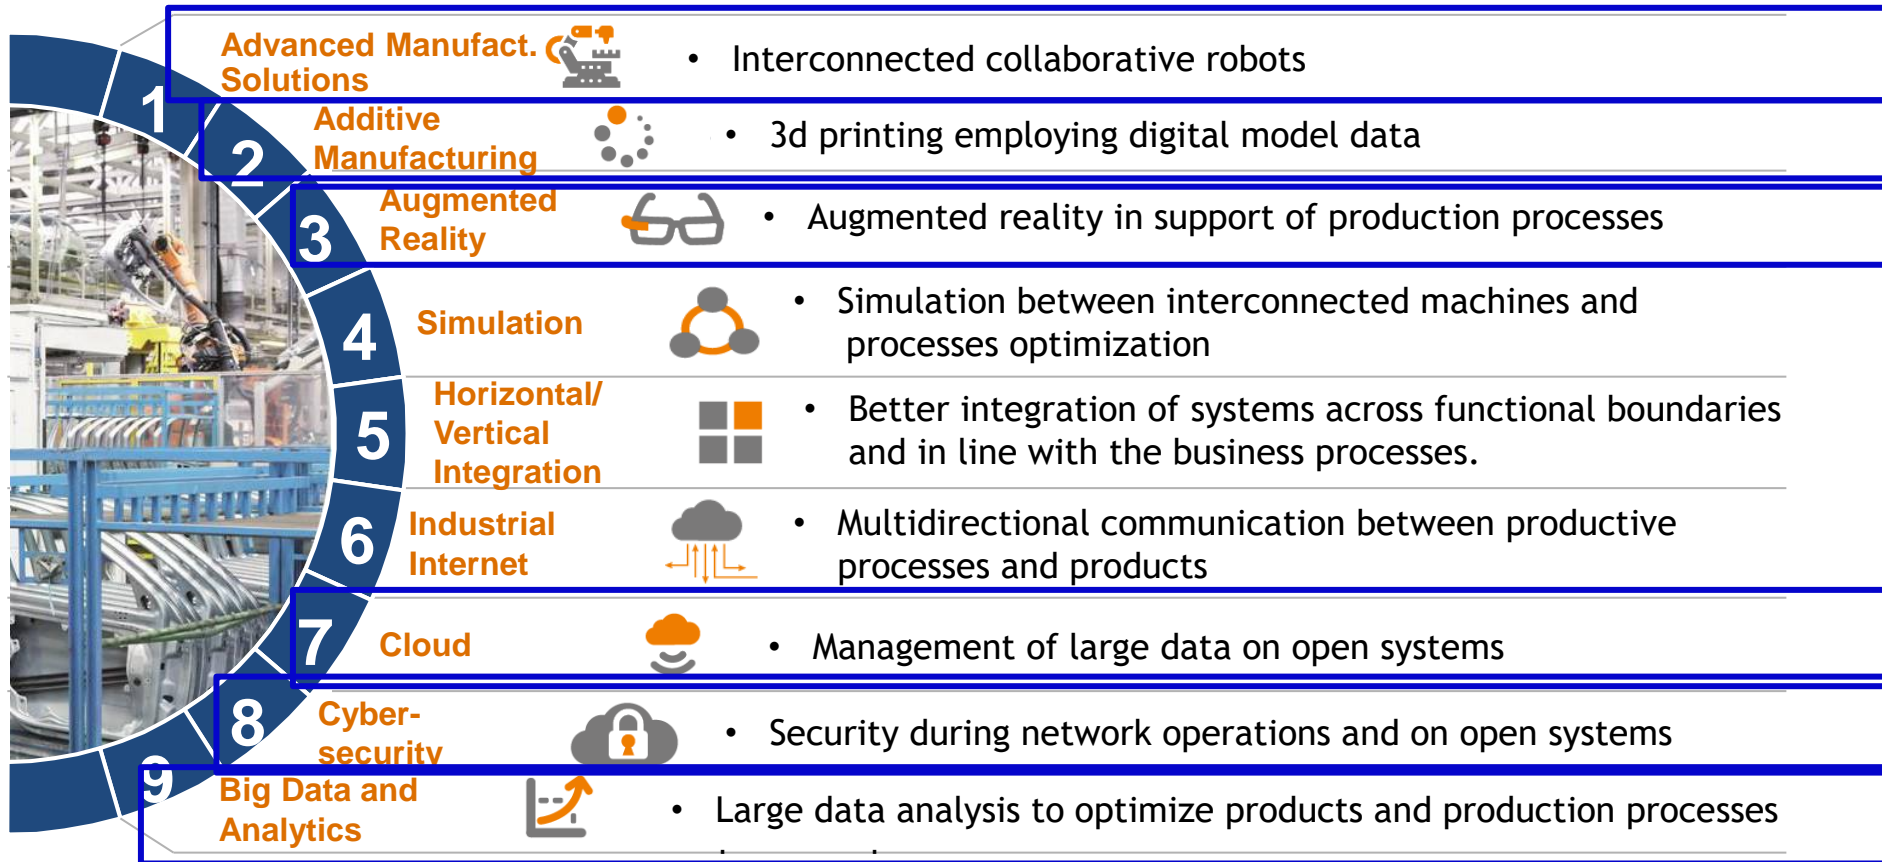 1
Advanced Manufact.
Solutions
• Interconnected collaborative robots
2
Additive
Manufacturing
• 3d printing employing digital model data
3
Augmented
Reality
• Augmented reality in support of production processes
4
Simulation
• Simulation between interconnected machines and
processes optimization
5
Horizontal/
Vertical
Integration
• Better integration of systems across functional boundaries
and in line with the business processes.
6
Industrial
Internet
• Multidirectional communication between productive
processes and products
7
Cloud
• Management of large data on open systems
8
Cyber-
security
• Security during network operations and on open systems
9
Big Data and
Analytics
• Large data analysis to optimize products and production processes